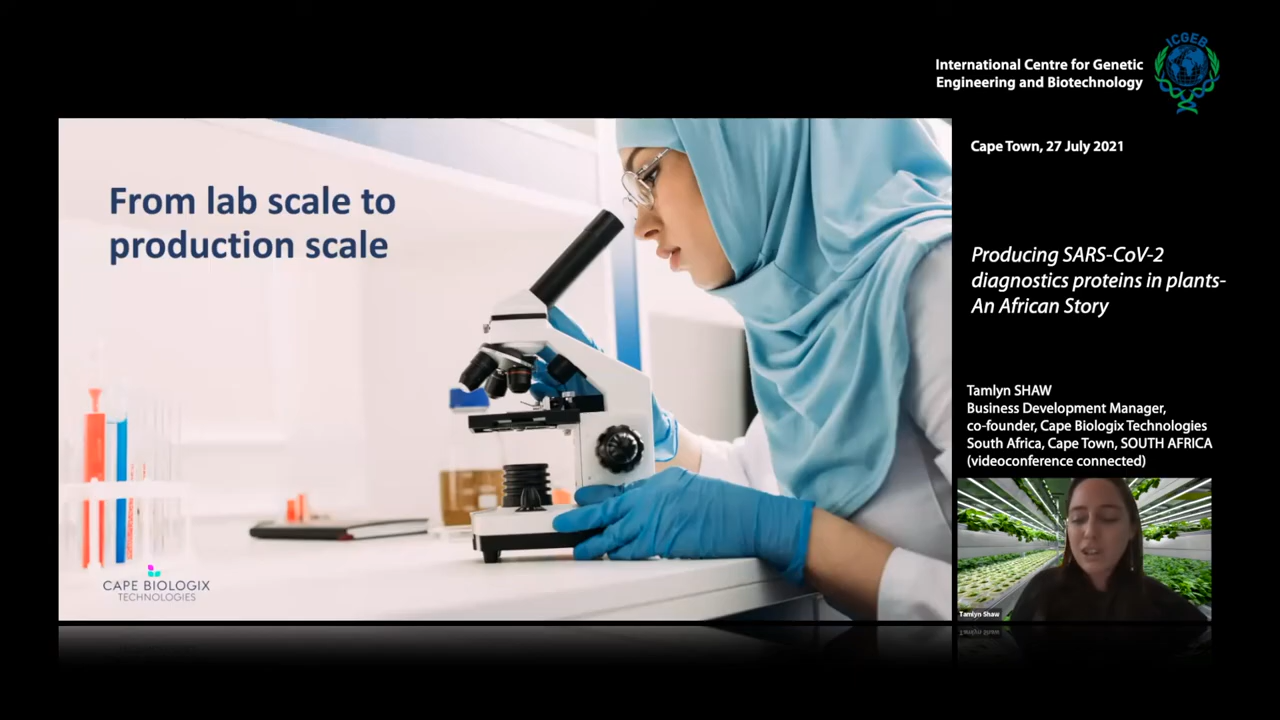 International Centre for Genetic
Engineering and Biotechnology
ICGEB
Cape Town, 27 July 2021
From lab scale to
production scale
Producing SARS-CoV-2
diagnostics proteins in plants-
An African Story
Tamlyn SHAW
Business Development Manager,
co-founder, Cape Biologix Technologies
South Africa, Cape Town, SOUTH AFRICA
(videoconference connected)
CAPE BIOLOGIX
TECHNOLOGIES
Tamlyn Shaw